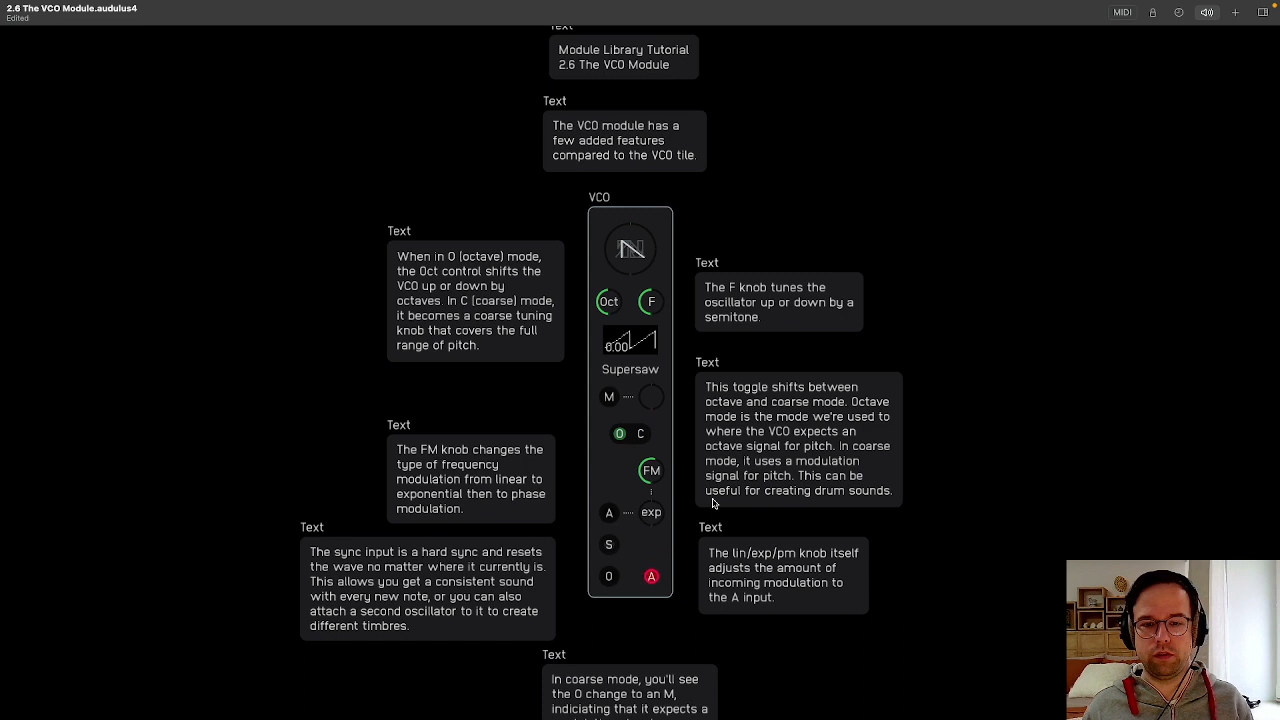 2.6 The VCO Module.audulus4
Edited
MIDI
Text
Module Library Tutorial
2.6 The VCO Module
Text
The VCO module has a
few added features
compared to the VCO tile.
VCO
Oct
F
0.00
Supersaw
M
O C
FM
A
exp
S
O
A
Text
When in O (octave) mode,
the Oct control shifts the
VCO up or down by
octaves. In C (coarse) mode,
it becomes a coarse tuning
knob that covers the full
range of pitch.
Text
The F knob tunes the
oscillator up or down by a
semitone.
Text
This toggle shifts between
octave and coarse mode. Octave
mode is the mode we're used to
where the VCO expects an
octave signal for pitch. In coarse
mode, it uses a modulation
signal for pitch. This can be
useful for creating drum sounds.
Text
The FM knob changes the
type of frequency
modulation from linear to
exponential then to phase
modulation.
Text
The sync input is a hard sync and resets
the wave no matter where it currently is.
This allows you get a consistent sound
with every new note, or you can also
attach a second oscillator to it to create
different timbres.
Text
The lin/exp/pm knob itself
adjusts the amount of
incoming modulation to
the A input.
Text
In coarse mode, you'll see
the O change to an M,
indiciating that it expects a